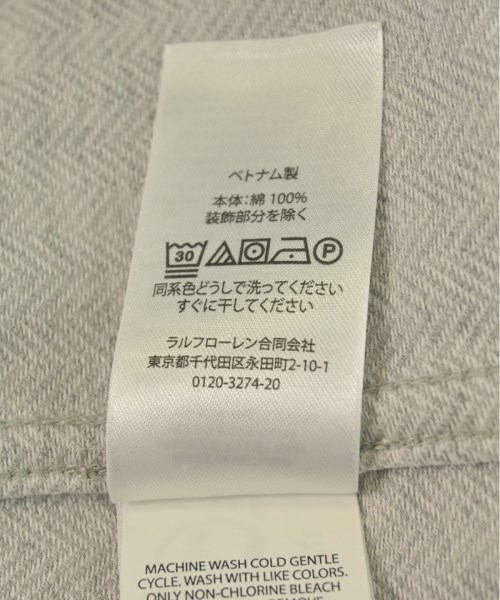 ベトナム製
本体：綿 100%
装飾部分を除く
30 P
同系色どうしで洗ってください
すぐに干してください
ラルフローレン合同会社
東京都千代田区永田町2-10-1
0120-3274-20
MACHINE WASH COLD GENTLE
CYCLE. WASH WITH LIKE COLORS.
ONLY NON-CHLORINE BLEACH